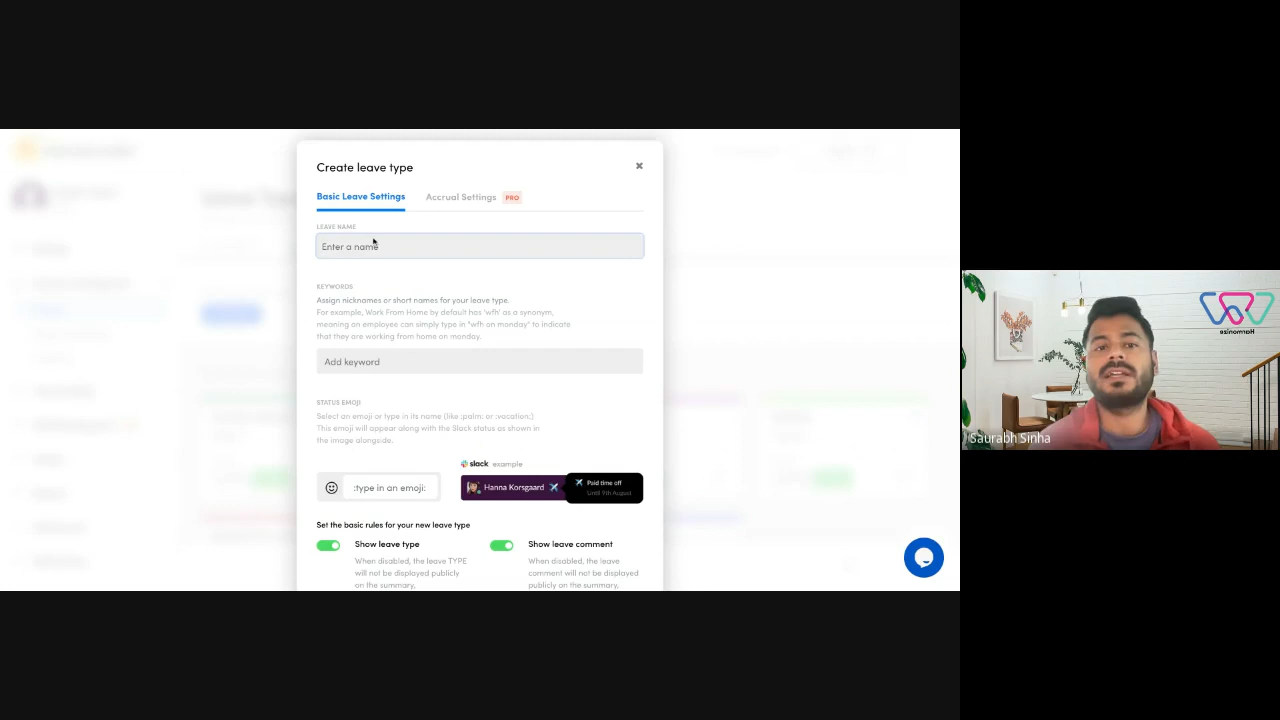 Create leave type
Basic Leave Settings
Accrual Settings PRO
LEAVE NAME
Enter a name
KEYWORDS
Assign nicknames or short names for your leave type.
For example, Work From Home by default has 'wfh' as a synonym,
meaning an employee can simply type in "wfh on monday" to indicate
that they are working from home on monday.
Add keyword
STATUS EMOJI
Select an emoji or type in its name (like :palm: or :vacation:)
This emoji will appear along with the Slack status as shown in
the image alongside.
slack example
:type in an emoji:
Hanna Korsgaard
Paid time off
Until 9th August
Set the basic rules for your new leave type
Show leave type
When disabled, the leave TYPE
will not be displayed publicly
on the summary,
Show leave comment
When disabled, the leave
comment will not be displayed
publicly on the summary,
Harmonize
Saurabh Sinha